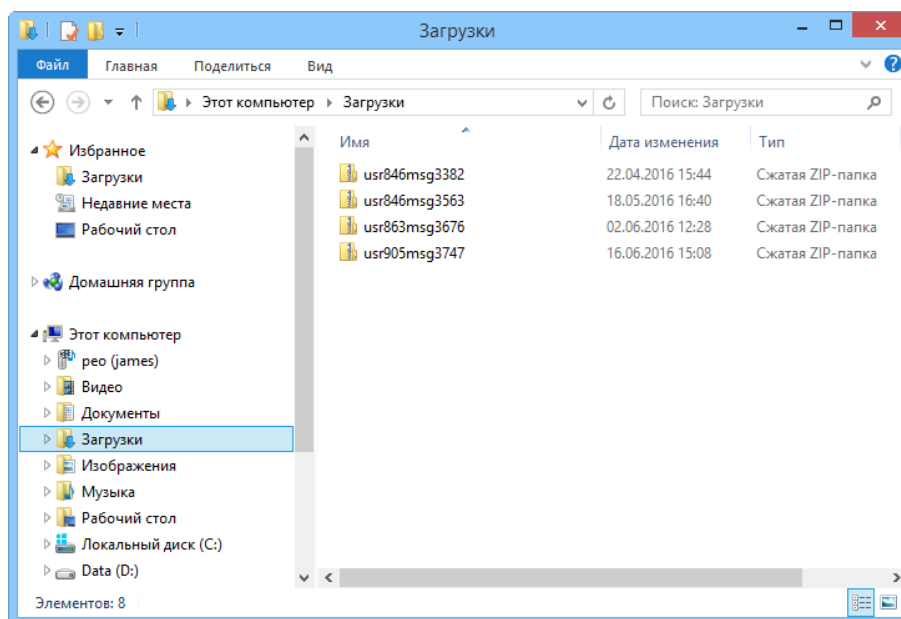 Загрузки
Файл Главная Поделиться Вид
Этот компьютер Загрузки Поиск: Загрузки
Имя Дата изменения Тип
Избранное
Загрузки
Недавние места
Рабочий стол
Домашняя группа
Этот компьютер
peo (james)
Видео
Документы
Загрузки
Изображения
Музыка
Рабочий стол
Локальный диск (C:)
Data (D:)
usr846msg3382 22.04.2016 15:44 Сжатая ZIP-папка
usr846msg3563 18.05.2016 16:40 Сжатая ZIP-папка
usr863msg3676 02.06.2016 12:28 Сжатая ZIP-папка
usr905msg3747 16.06.2016 15:08 Сжатая ZIP-папка
Элементов: 8